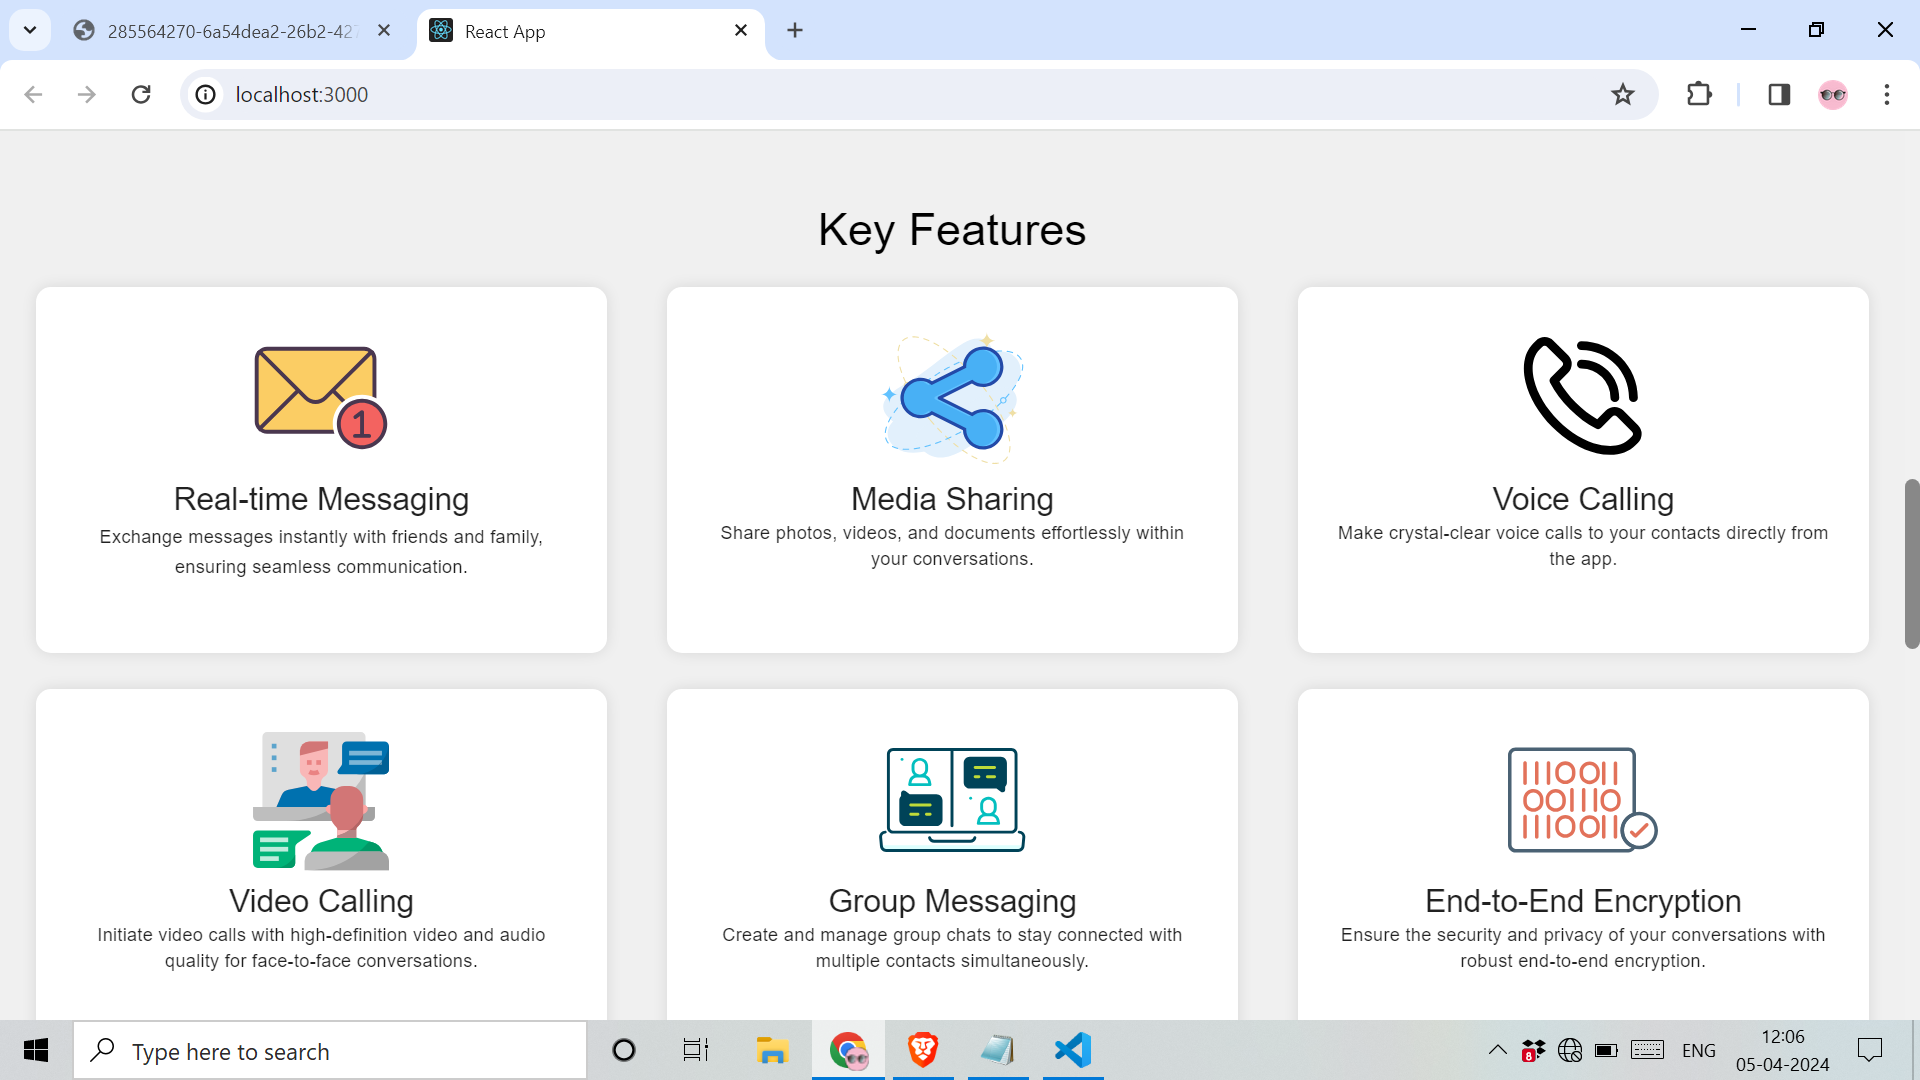 285564270-6a54dea2-26b2-427
React App
localhost:3000
Key Features
1
Real-time Messaging
Exchange messages instantly with friends and family,
ensuring seamless communication.
Media Sharing
Share photos, videos, and documents effortlessly within
your conversations.
Voice Calling
Make crystal-clear voice calls to your contacts directly from
the app.
Video Calling
Initiate video calls with high-definition video and audio
quality for face-to-face conversations.
Group Messaging
Create and manage group chats to stay connected with
multiple contacts simultaneously.
1110011
001110
1110011
End-to-End Encryption
Ensure the security and privacy of your conversations with
robust end-to-end encryption.
Type here to search
8
ENG
12:06
05-04-2024